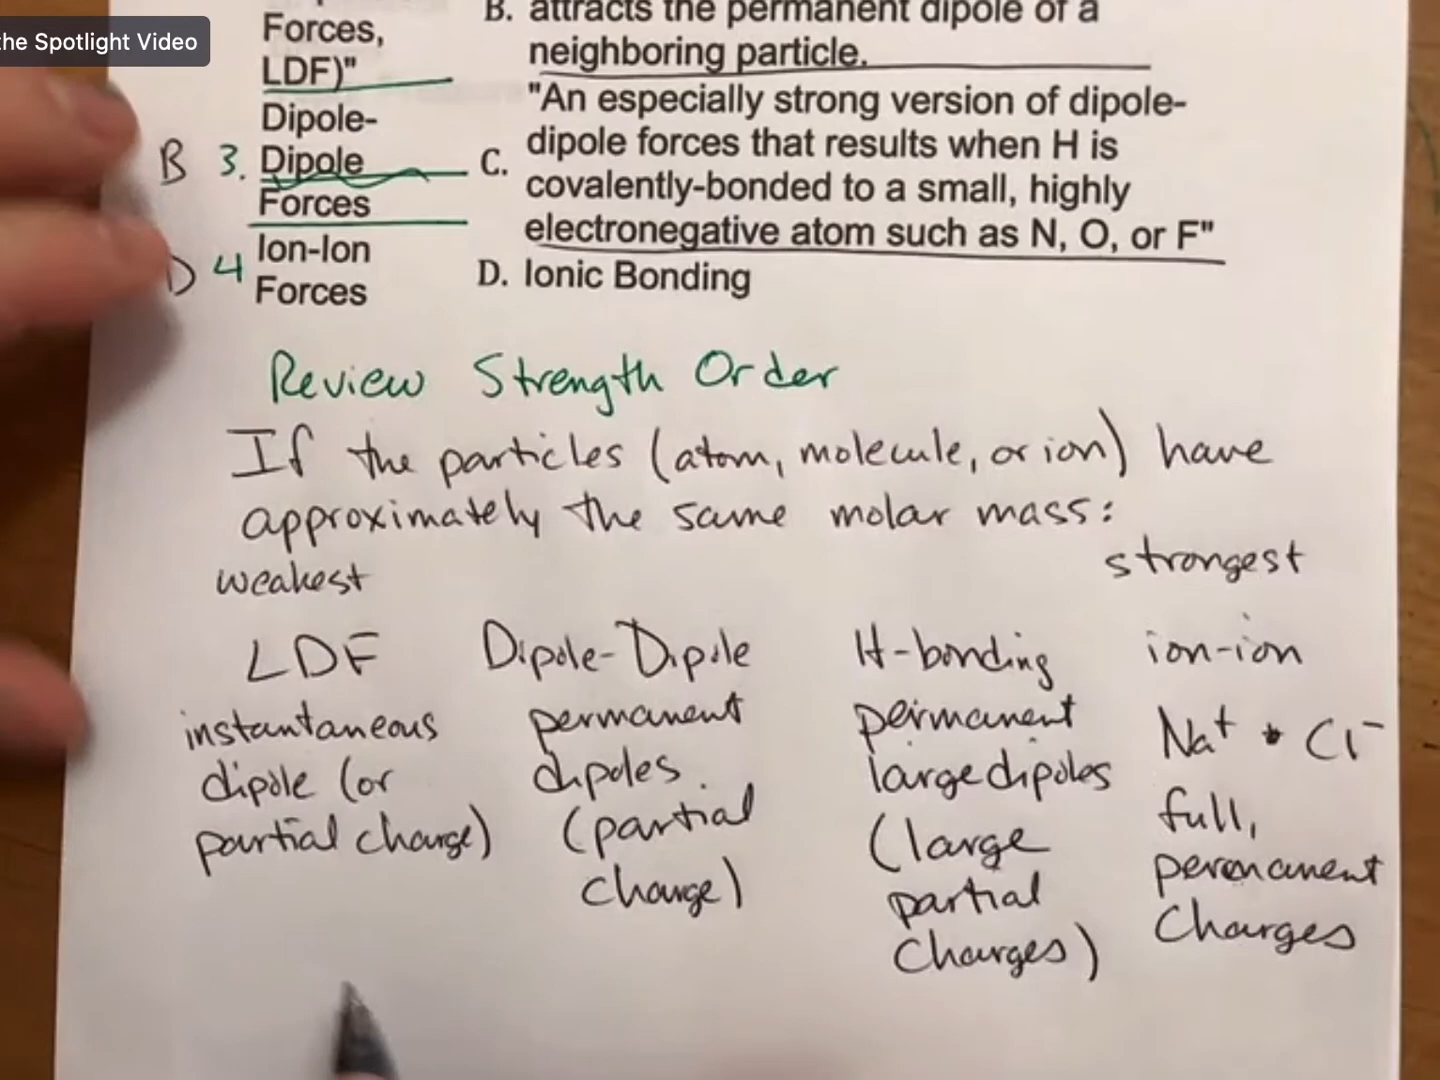 the Spotlight Video
Forces,
LDF)"
B. attracts the permanent dipole of a
neighboring particle.
B 3. Dipole-
Dipole
Forces
C. "An especially strong version of dipole-
dipole forces that results when H is
covalently-bonded to a small, highly
electronegative atom such as N, O, or F"
D 4 Ion-Ion
Forces
D. Ionic Bonding
Review Strength Order
If the particles (atom, molecule, or ion) have
approximately the same molar mass:
weakest strongest
LDF Dipole-Dipole H-bonding ion-ion
instantaneous permanent permanent Na+ • Cl-
dipole (or dipoles large dipoles full,
partial charge) (partial (large permanent
charge) partial Charges
Charges)